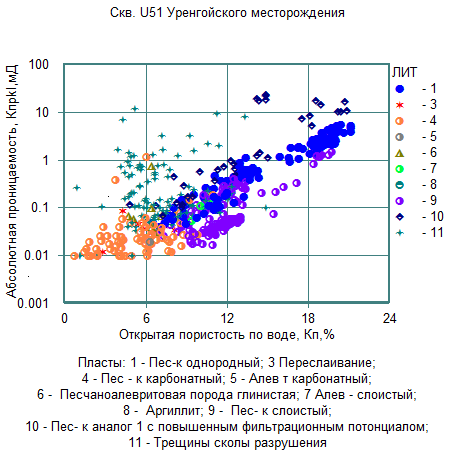 Скв. U51 Уренгойского месторождения
Абсолютная проницаемость, Kпрkl,мД
100
10
1
0.1
0.01
0.001
0 6 12 18 24
Открытая пористость по воде, Кп,%
ЛИТ
- 1
- 3
- 4
- 5
- 6
- 7
- 8
- 9
- 10
- 11
Пласты: 1 - Пес-к однородный; 3 Переслаивание;
4 - Пес - к карбонатный; 5 - Алев т карбонатный;
6 - Песчаноалевритовая порода глинистая; 7 Алев - слоистый;
8 - Аргиллит; 9 - Пес- к слоистый;
10 - Пес- к аналог 1 с повышенным фильтрационным потонциалом;
11 - Трещины сколы разрушения